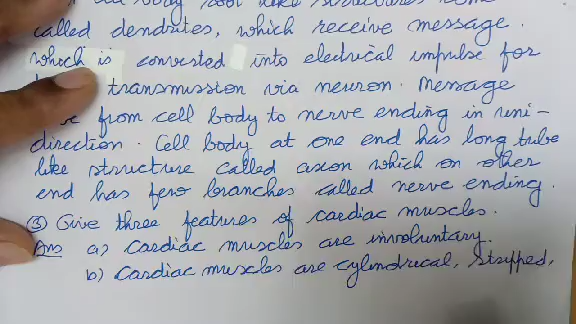 called dendrites, which receive message.
whoch is converted into electrical impulse for
transmission via neuron. Message
from cell body to nerve ending in uni-
direction. Cell body at one end has long tube
like structure called axon which on other
end has few branches called nerve ending.
③ Give three features of cardiac muscles.
Ans a) Cardiac muscles are involuntary.
b) Cardiac muscles are cylindrical, stripped,